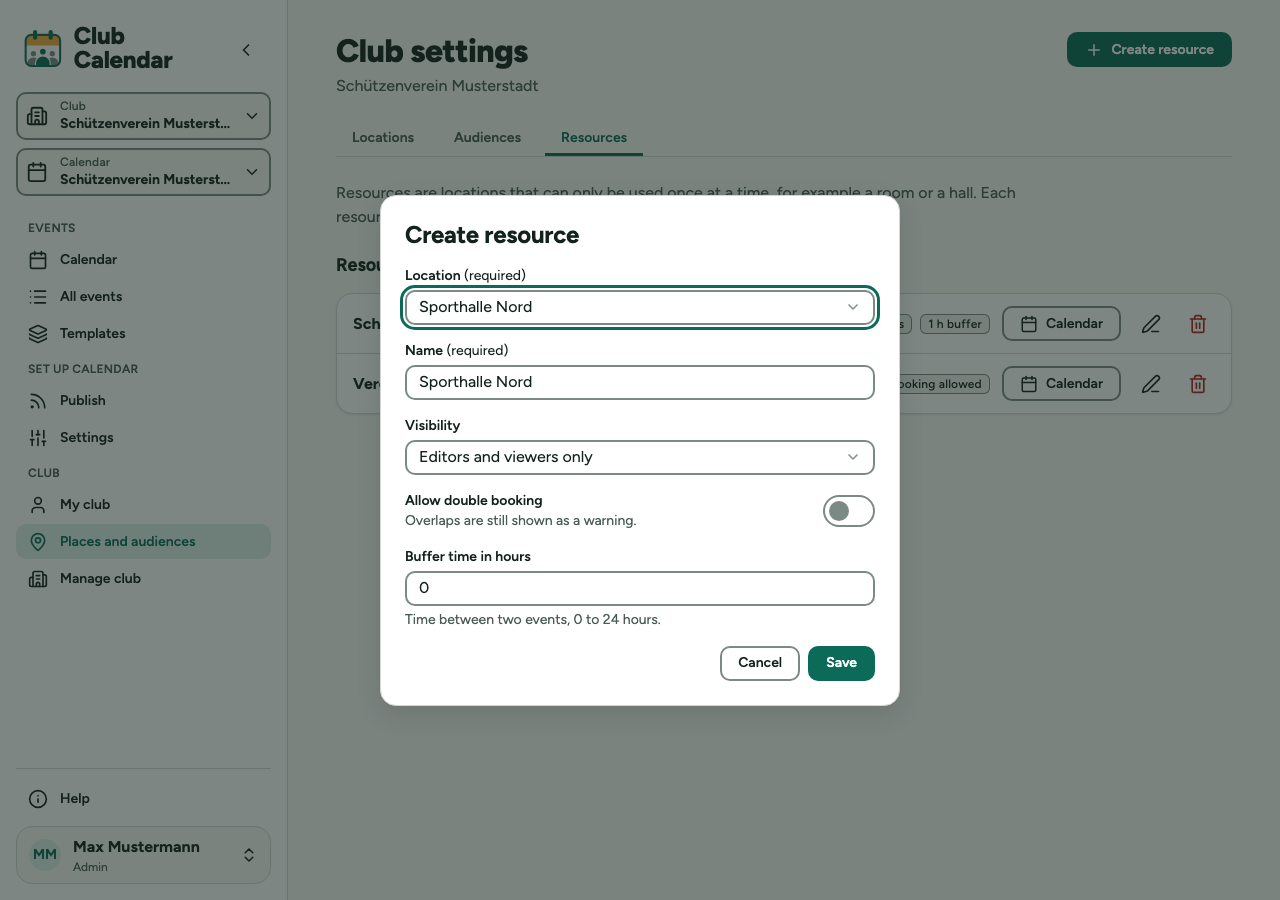 Club
Calendar
Club
Schützenverein Musterst...
Calendar
Schützenverein Musterst...
EVENTS
Calendar
All events
Templates
SET UP CALENDAR
Publish
Settings
CLUB
My club
Places and audiences
Manage club
Help
MM
Max Mustermann
Admin
Club settings
Schützenverein Musterstadt
Create resource
Locations
Audiences
Resources
Resources are locations that can only be used once at a time, for example a room or a hall. Each
1 h buffer
Calendar
booking allowed
Calendar
Create resource
Location (required)
Sporthalle Nord
Name (required)
Sporthalle Nord
Visibility
Editors and viewers only
Allow double booking
Overlaps are still shown as a warning.
Buffer time in hours
0
Time between two events, 0 to 24 hours.
Cancel
Save